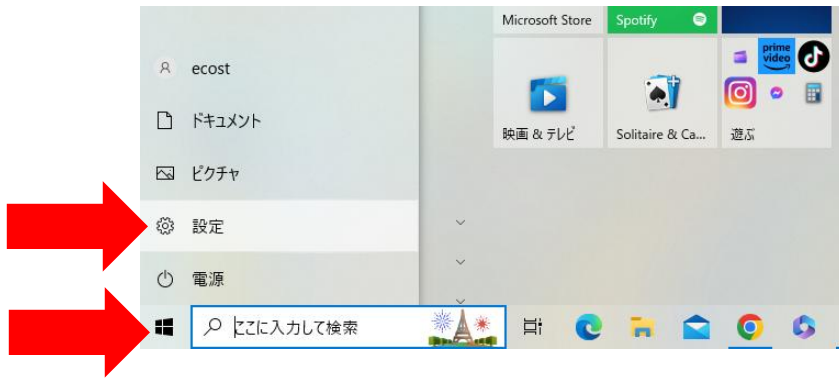 Microsoft Store
Spotify
prime
video
ecost
ドキュメント
映画 & テレビ
Solitaire & Ca...
遊ぶ
ピクチャ
設定
電源
ここに入力して検索